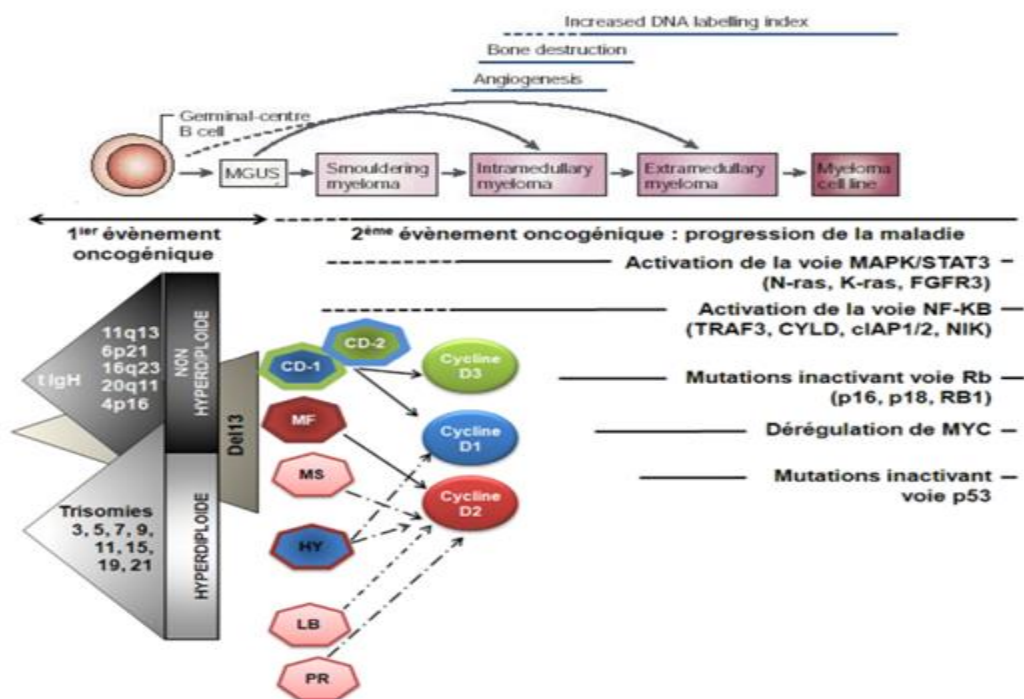 Increased DNA labelling index
Bone destruction
Angiogenesis
Germinal-centre
B cell
MGUS
Smouldering
myeloma
Intramedullary
myeloma
Extramedullary
myeloma
Myeloma
cell line
1ier évènement
oncogénique
2ème évènement oncogénique : progression de la maladie
Activation de la voie MAPK/STAT3
(N-ras, K-ras, FGFR3)
Activation de la voie NF-KB
(TRAF3, CYLD, cIAP1/2, NIK)
Mutations inactivant voie Rb
(p16, p18, RB1)
Dérégulation de MYC
Mutations inactivant
voie p53
t IgH
11q13
6p21
16q23
20q11
4p16
NON
HYPERDIPLOIDE
Del13
Trisomies
3, 5, 7, 9,
11, 15,
19, 21
HYPERDIPLOIDE
CD-1
CD-2
MF
MS
HY
LB
PR
Cycline
D3
Cycline
D1
Cycline
D2